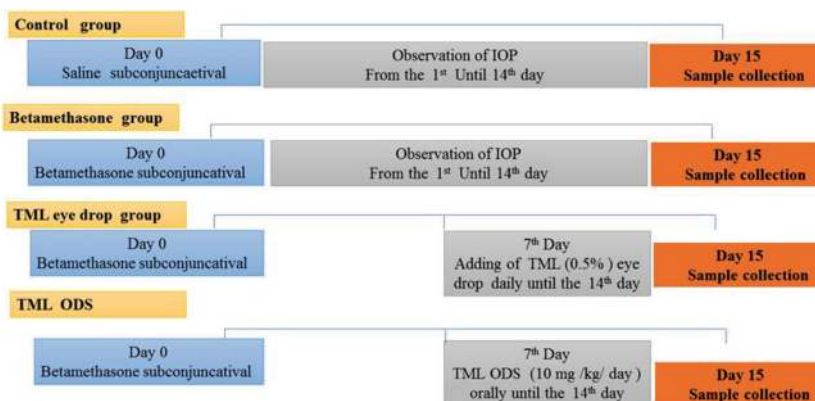 Control group
Day 0
Saline subconjuncaetival
Observation of IOP
From the 1st Until 14th day
Day 15
Sample collection
Betamethasone group
Day 0
Betamethasone subconjuncatival
Observation of IOP
From the 1st Until 14th day
Day 15
Sample collection
TML eye drop group
Day 0
Betamethasone subconjuncatival
7th Day
Adding of TML (0.5% ) eye
drop daily until the 14th day
Day 15
Sample collection
TML ODS
Day 0
Betamethasone subconjuncatival
7th Day
TML ODS (10 mg /kg/ day )
orally until the 14th day
Day 15
Sample collection